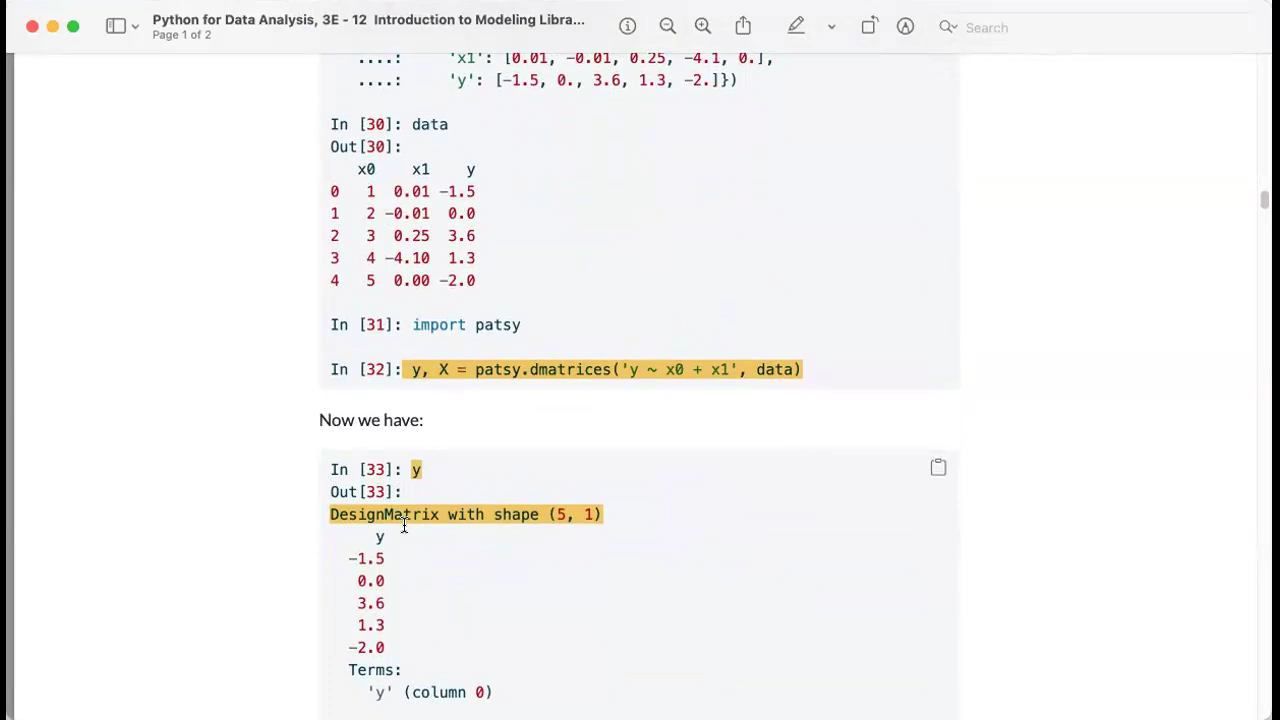 Python for Data Analysis, 3E - 12 Introduction to Modeling Libra...
Page 1 of 2
Search
....: 'x1': [0.01, -0.01, 0.25, -4.1, 0.],
....: 'y': [-1.5, 0., 3.6, 1.3, -2.]})
In [30]: data
Out[30]:
x0 x1 y
0 1 0.01 -1.5
1 2 -0.01 0.0
2 3 0.25 3.6
3 4 -4.10 1.3
4 5 0.00 -2.0
In [31]: import patsy
In [32]: y, X = patsy.dmatrices('y ~ x0 + x1', data)
Now we have:
In [33]: y
Out[33]:
DesignMatrix with shape (5, 1)
y
-1.5
0.0
3.6
1.3
-2.0
Terms:
'y' (column 0)